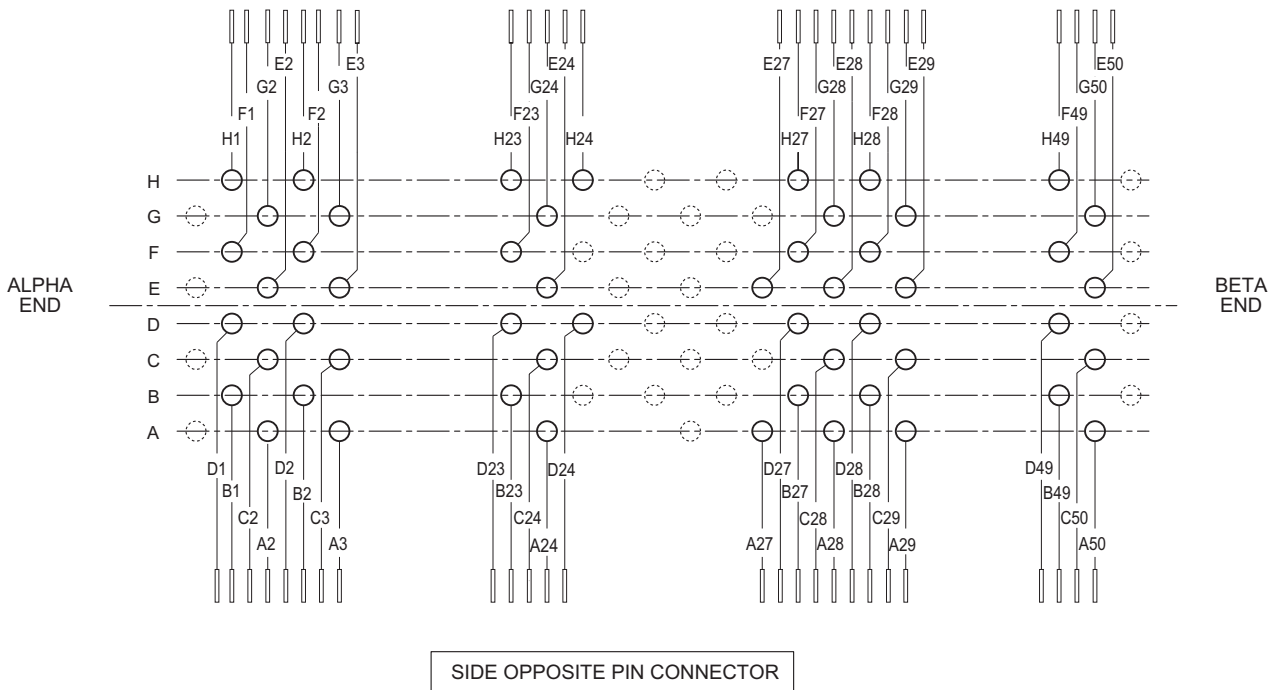 E2 E3 E24 E27 E28 E29 E50
G2 G3 G24 G28 G29 G50
F1 F2 F23 F27 F28 F49
H1 H2 H23 H24 H27 H28 H49
H
G
F
ALPHA
END
E
BETA
END
D
C
B
A
D1 D2 D23 D24 D27 D28 D49
B1 B2 B23 B27 B28 B49
C2 C3 C24 C28 C29 C50
A2 A3 A24 A27 A28 A29 A50
SIDE OPPOSITE PIN CONNECTOR